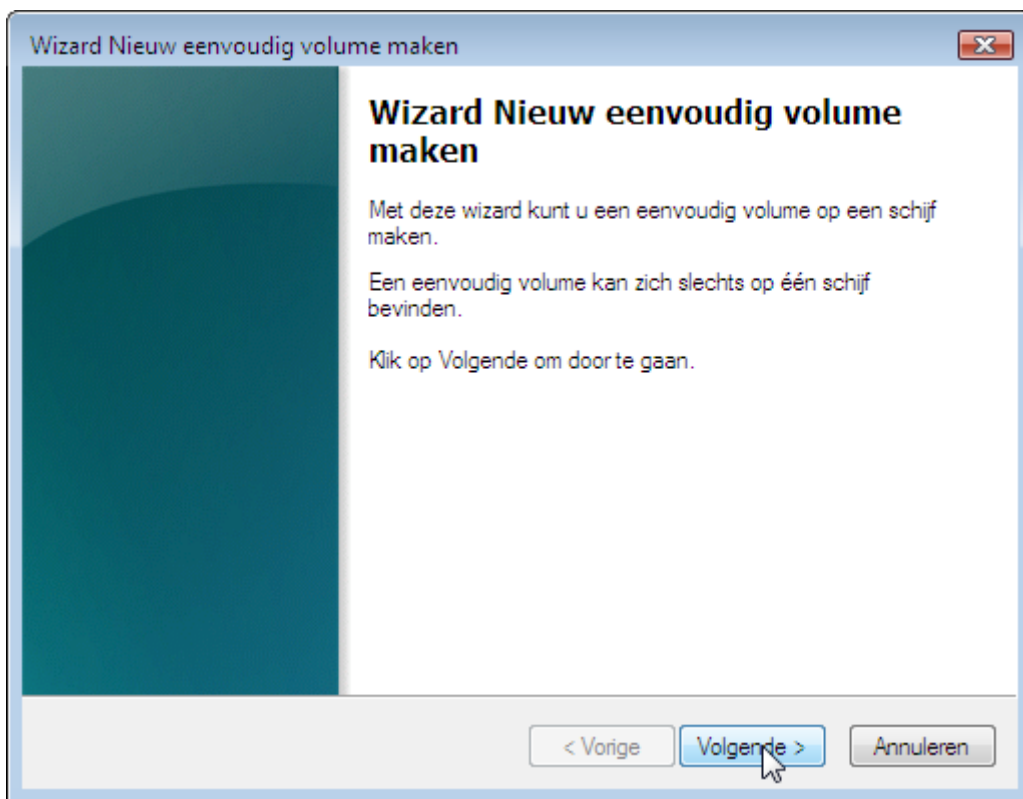 Wizard Nieuw eenvoudig volume maken
Wizard Nieuw eenvoudig volume
maken
Met deze wizard kunt u een eenvoudig volume op een schijf
maken.
Een eenvoudig volume kan zich slechts op één schijf
bevinden.
Klik op Volgende om door te gaan.
< Vorige
Volgende >
Annuleren